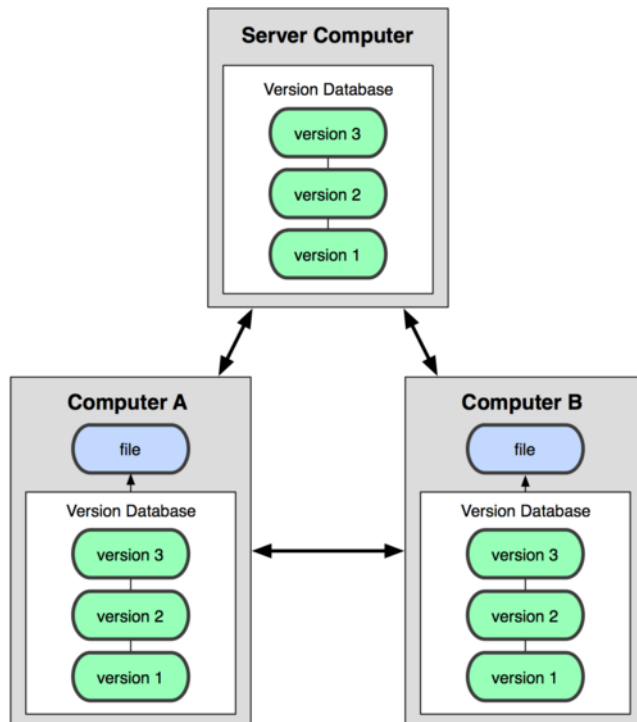 Server Computer
Version Database
version 3
version 2
version 1
Computer A
file
Version Database
version 3
version 2
version 1
Computer B
file
Version Database
version 3
version 2
version 1